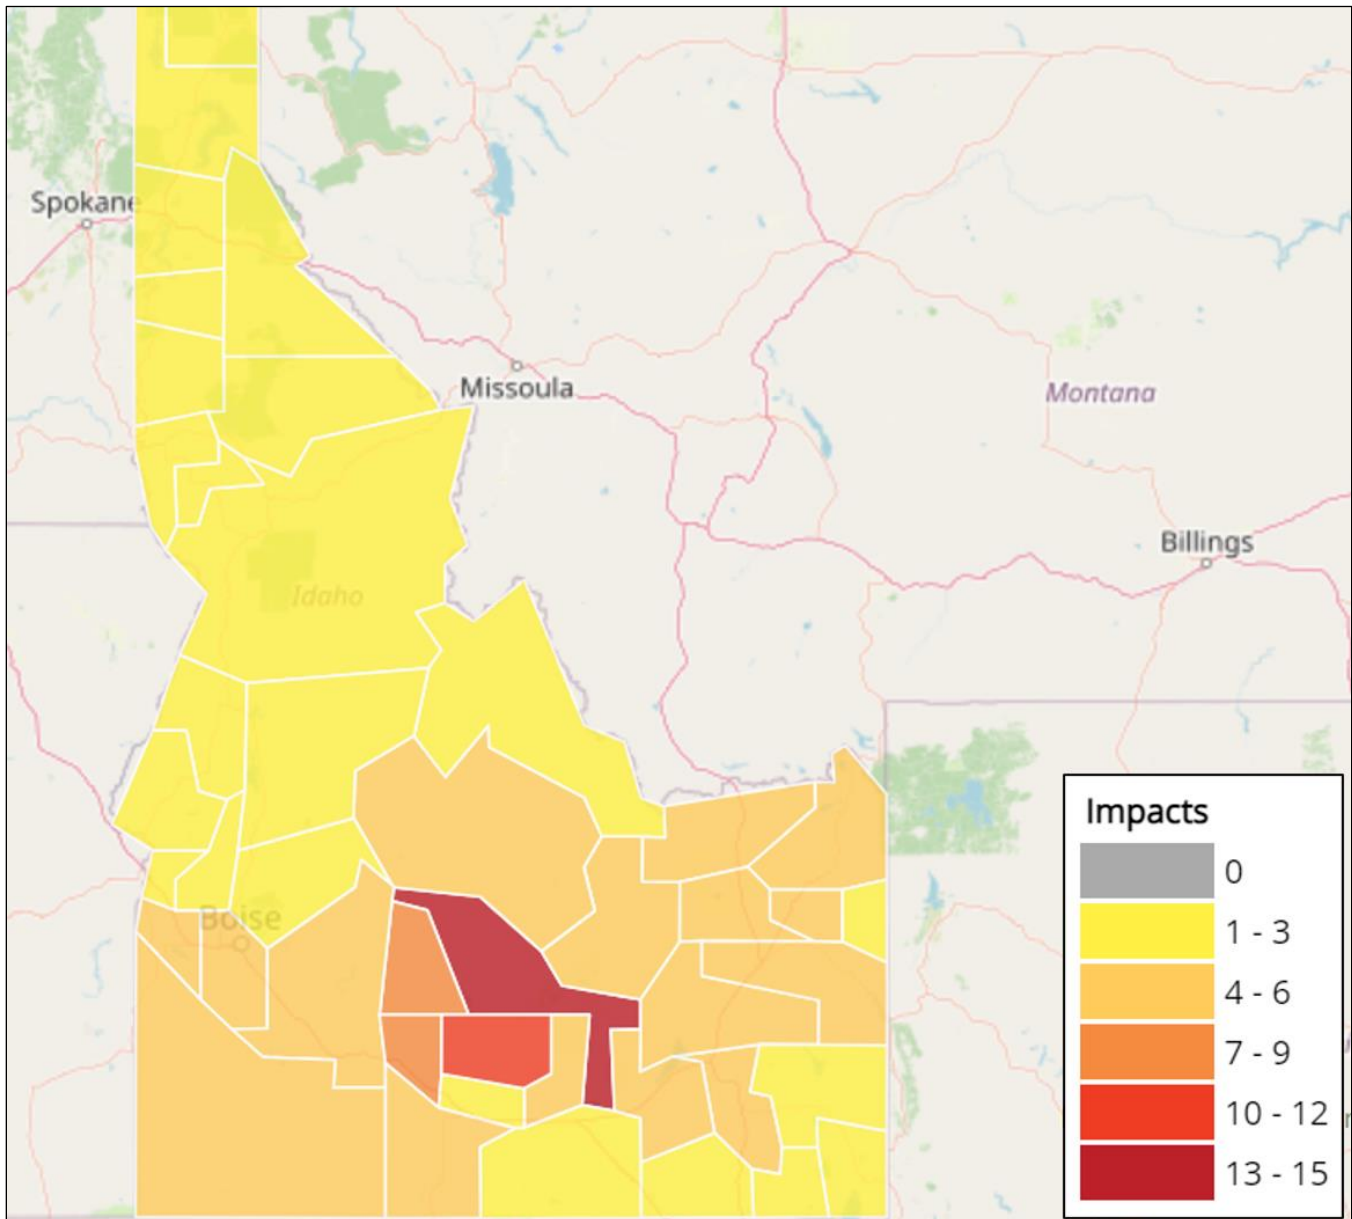 Spokane
Missoula
Montana
Billings
Idaho
Boise
Impacts
0
1 - 3
4 - 6
7 - 9
10 - 12
13 - 15